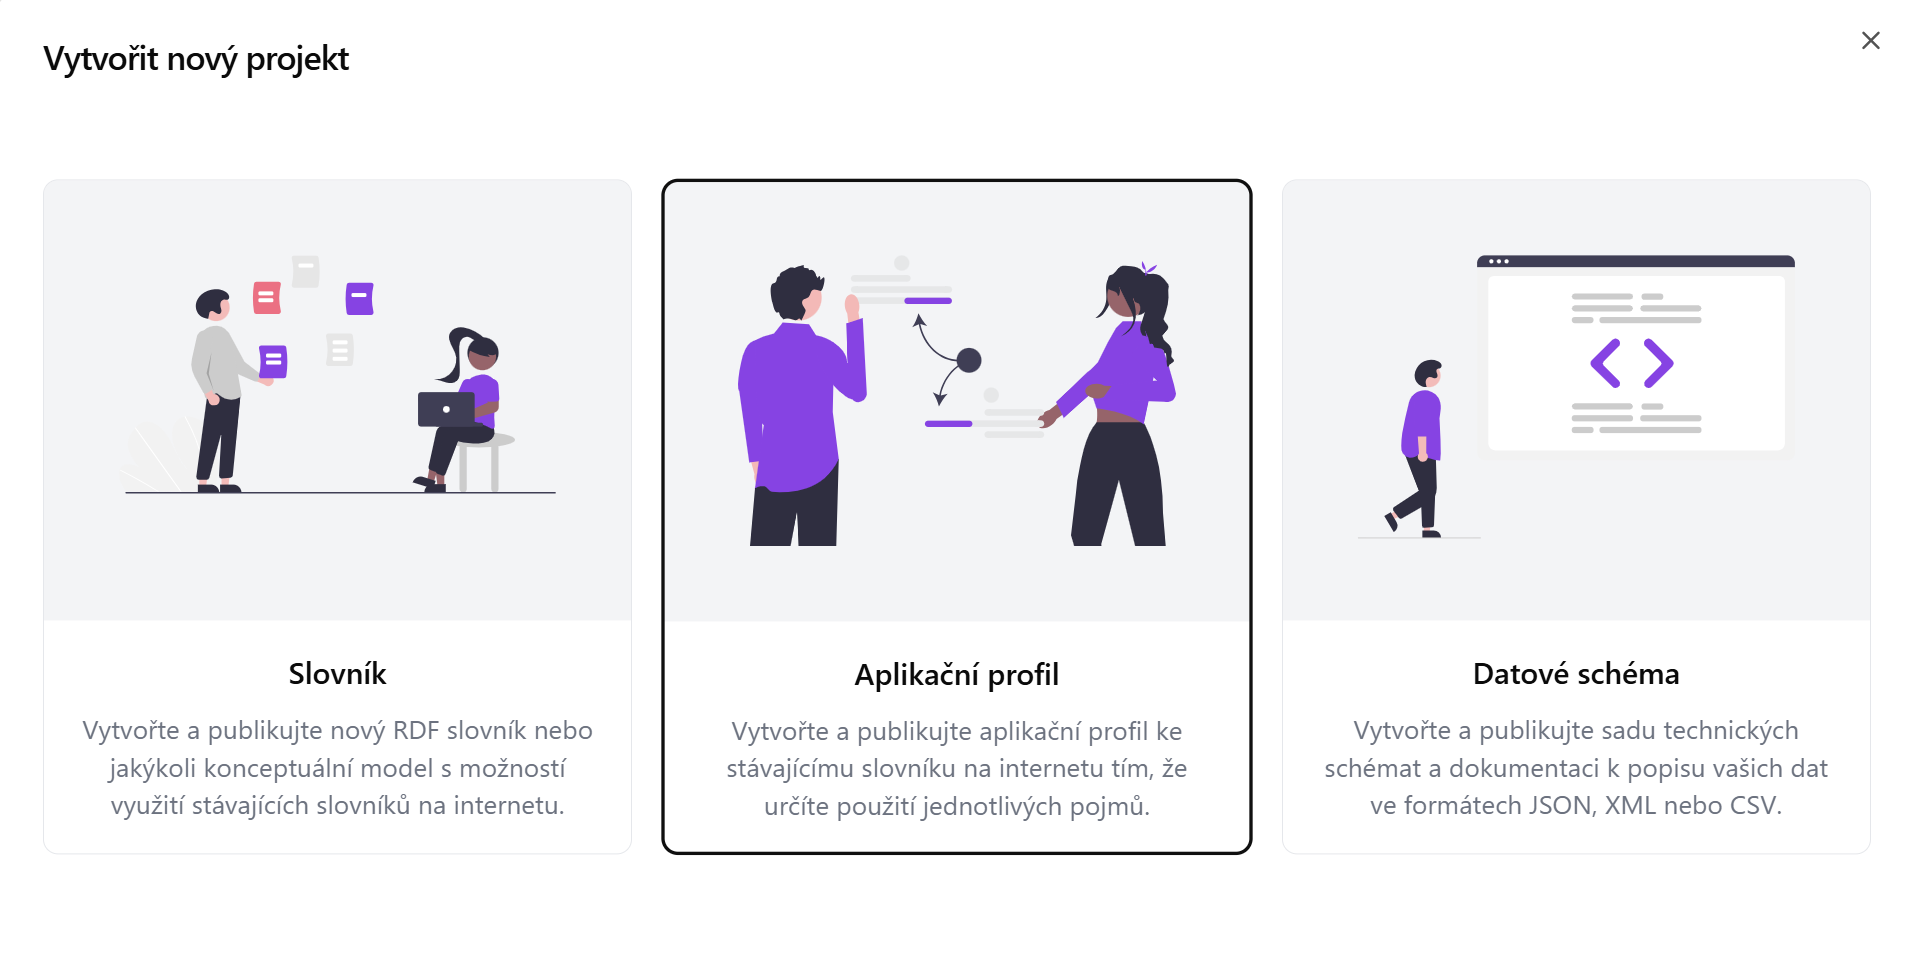 Vytvořit nový projekt
Slovník
Vytvořte a publikujte nový RDF slovník nebo
jakýkoli konceptuální model s možností
využití stávajících slovníků na internetu.
Aplikační profil
Vytvořte a publikujte aplikační profil ke
stávajícímu slovníku na internetu tím, že
určíte použití jednotlivých pojmů.
Datové schéma
Vytvořte a publikujte sadu technických
schémat a dokumentaci k popisu vašich dat
ve formátech JSON, XML nebo CSV.